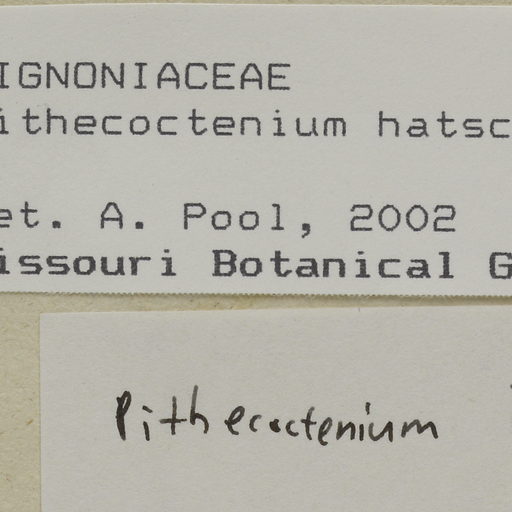 IGNONIACEAE
ithecoctenium hatsc
et. A. Pool, 2002
issouri Botanical G
Pithecoctenium